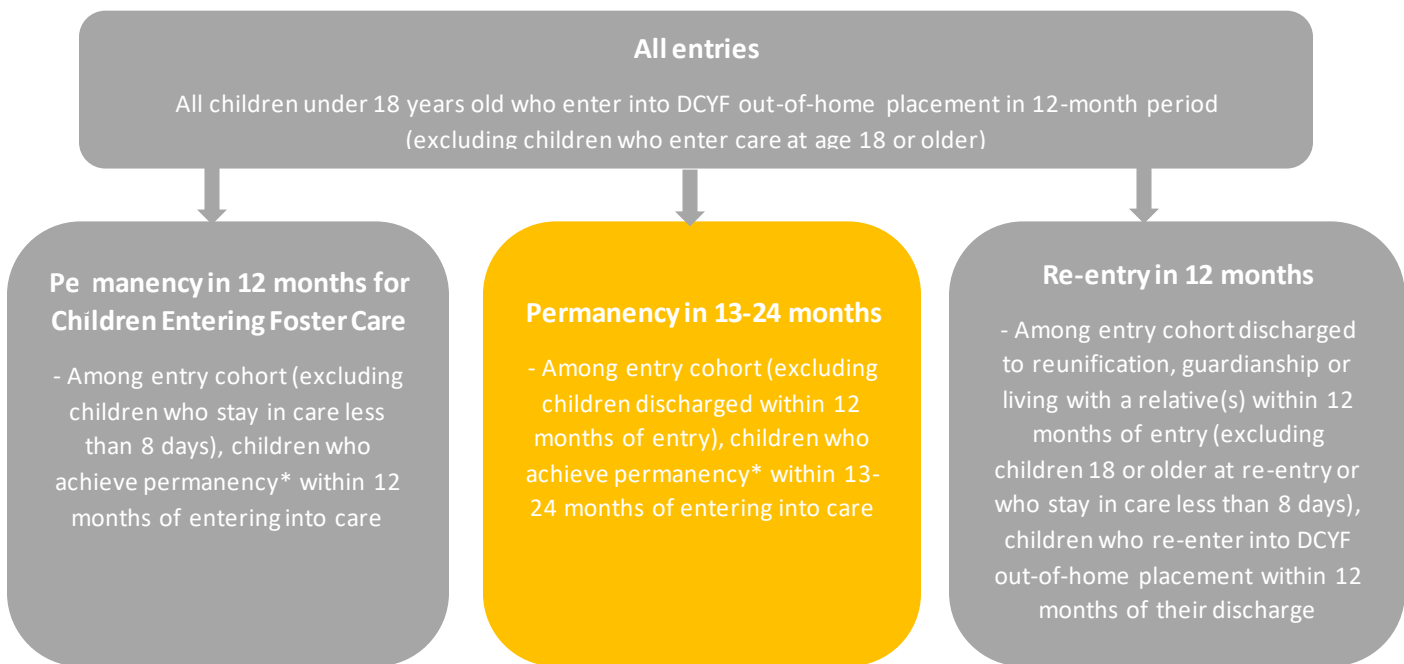 All entries
All children under 18 years old who enter into DCYF out-of-home placement in 12-month period
(excluding children who enter care at age 18 or older)
Pe manency in 12 months for
Children Entering Foster Care
- Among entry cohort (excluding
children who stay in care less
than 8 days), children who
achieve permanency* within 12
months of entering into care
Permanency in 13-24 months
- Among entry cohort (excluding
children discharged within 12
months of entry), children who
achieve permanency* within 13-
24 months of entering into care
Re-entry in 12 months
- Among entry cohort discharged
to reunification, guardianship or
living with a relative(s) within 12
months of entry (excluding
children 18 or older at re-entry or
who stay in care less than 8 days),
children who re-enter into DCYF
out-of-home placement within 12
months of their discharge